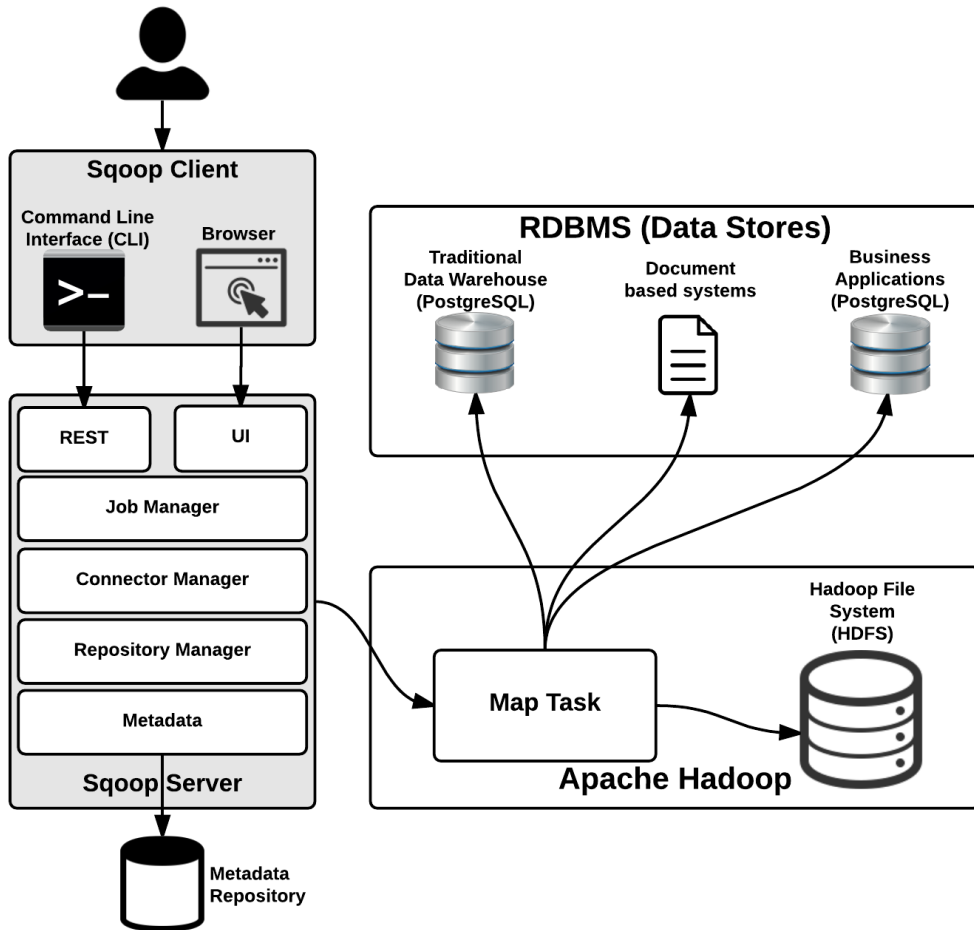 Sqoop Client
Command Line
Interface (CLI)
Browser
>–
REST
UI
Job Manager
Connector Manager
Repository Manager
Metadata
Sqoop Server
Metadata
Repository
RDBMS (Data Stores)
Traditional
Data Warehouse
(PostgreSQL)
Document
based systems
Business
Applications
(PostgreSQL)
Hadoop File
System
(HDFS)
Map Task
Apache Hadoop